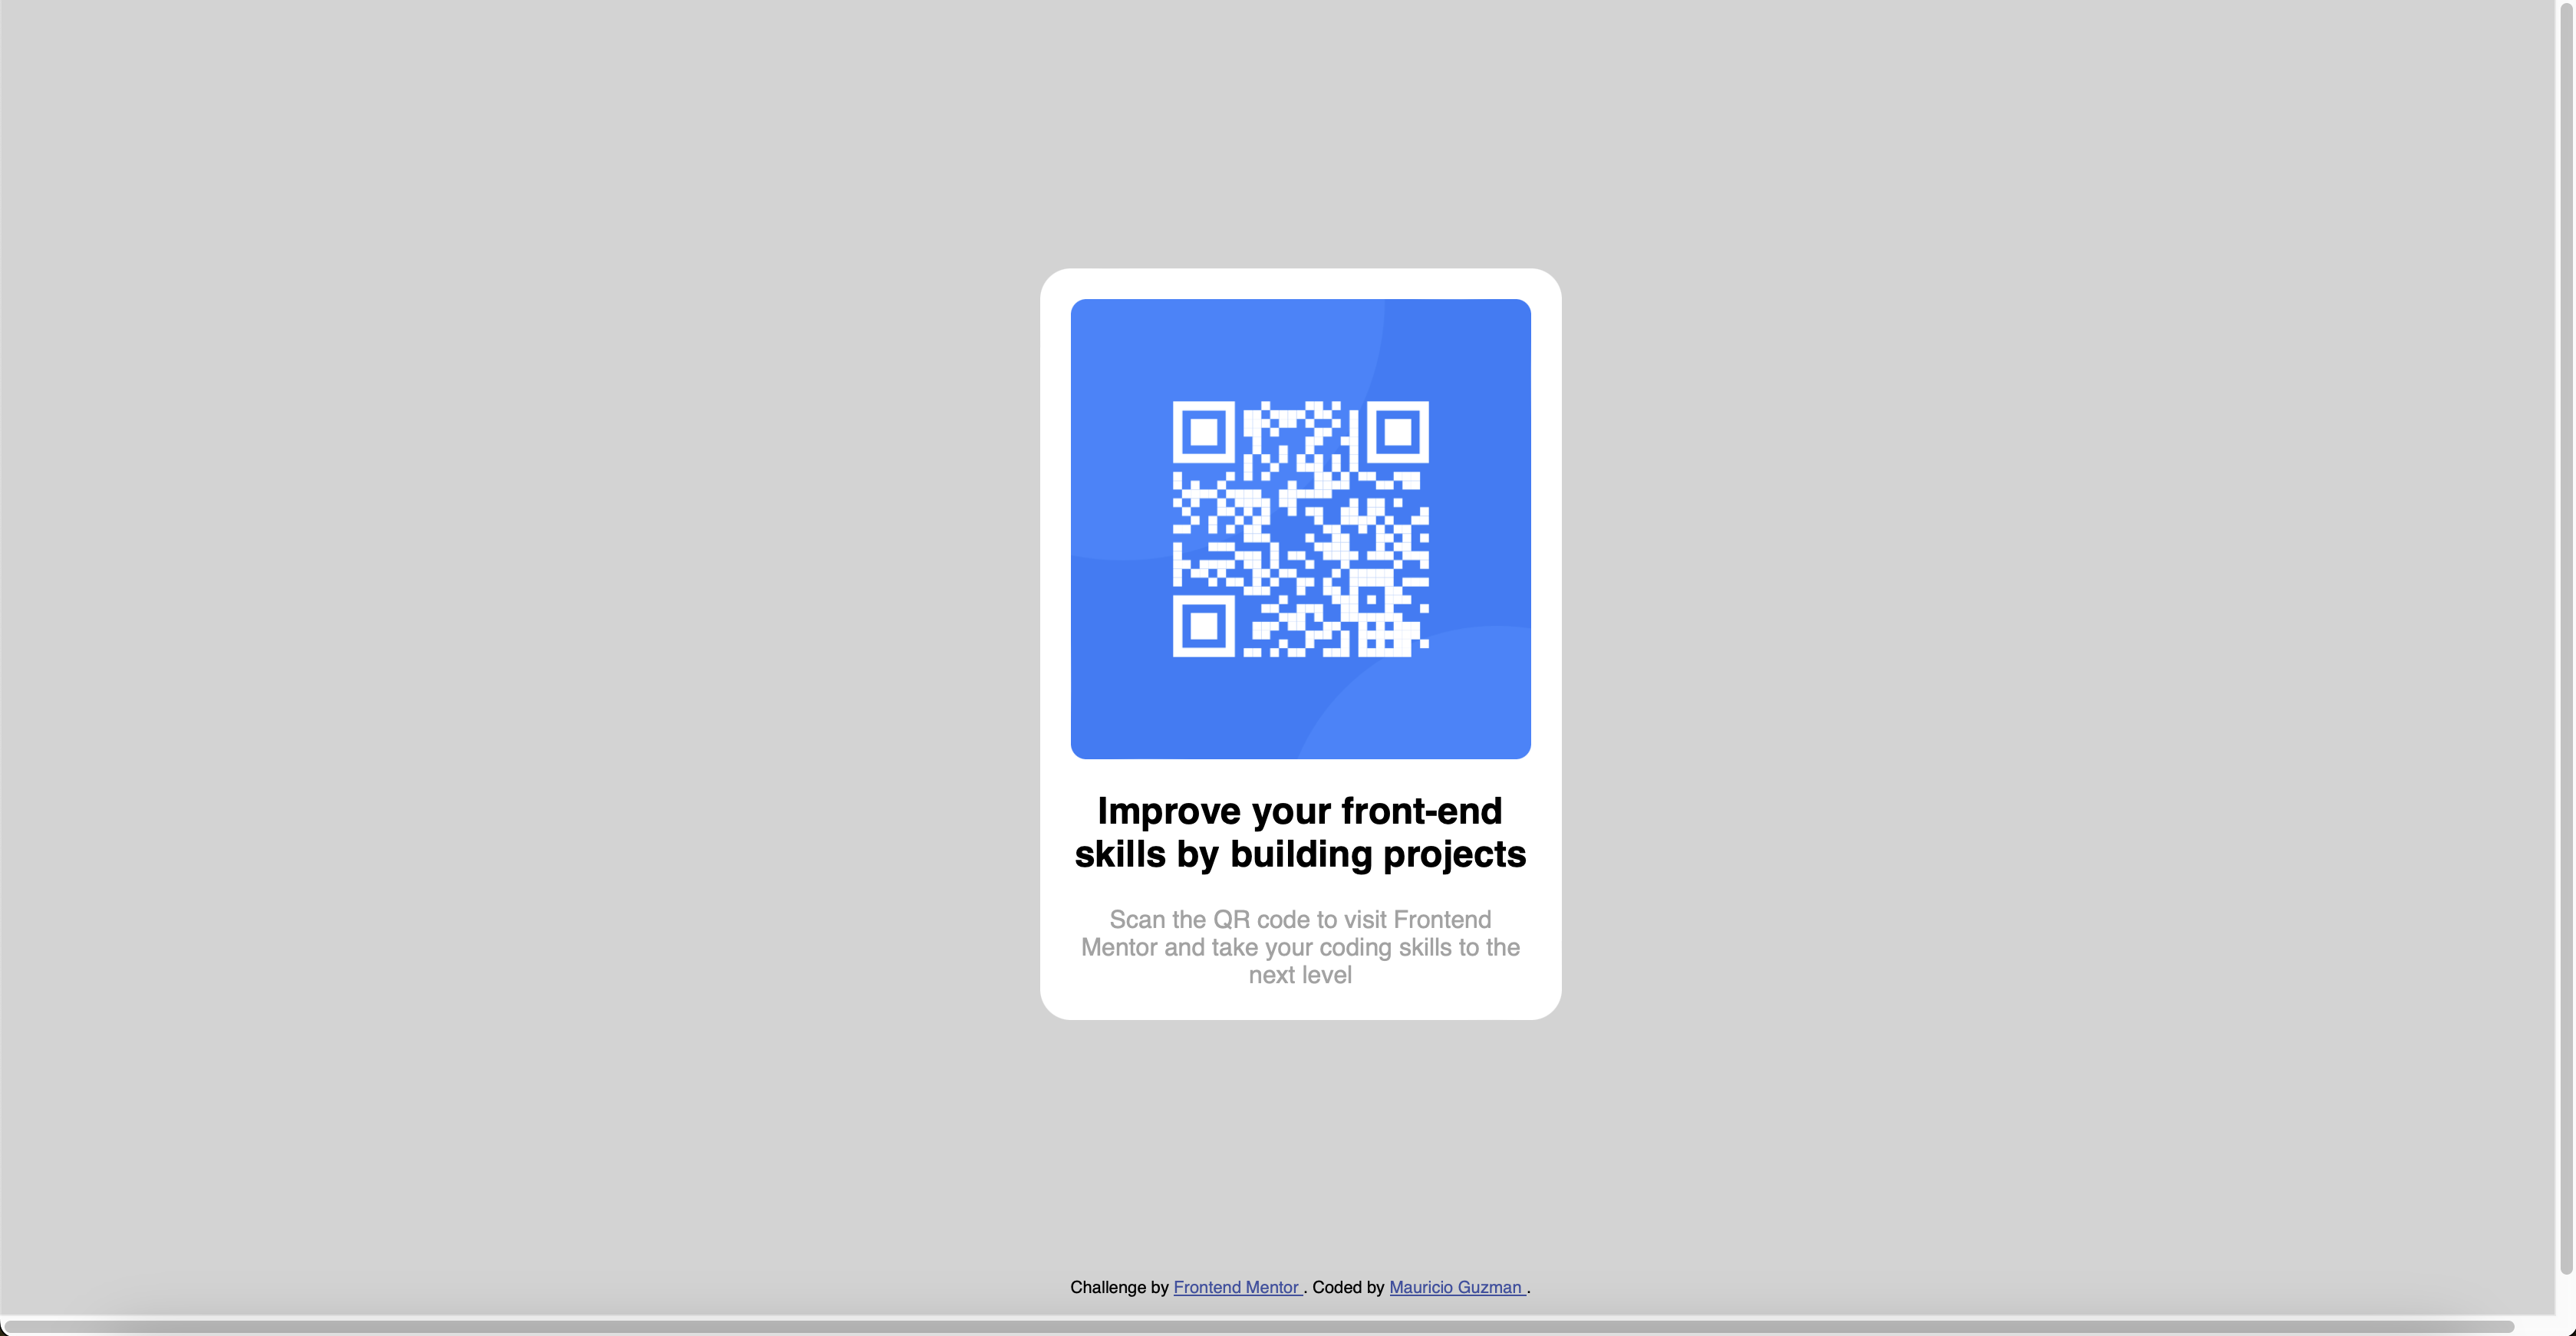 Improve your front-end
skills by building projects
Scan the QR code to visit Frontend
Mentor and take your coding skills to the
next level
Challenge by Frontend Mentor . Coded by Mauricio Guzman .